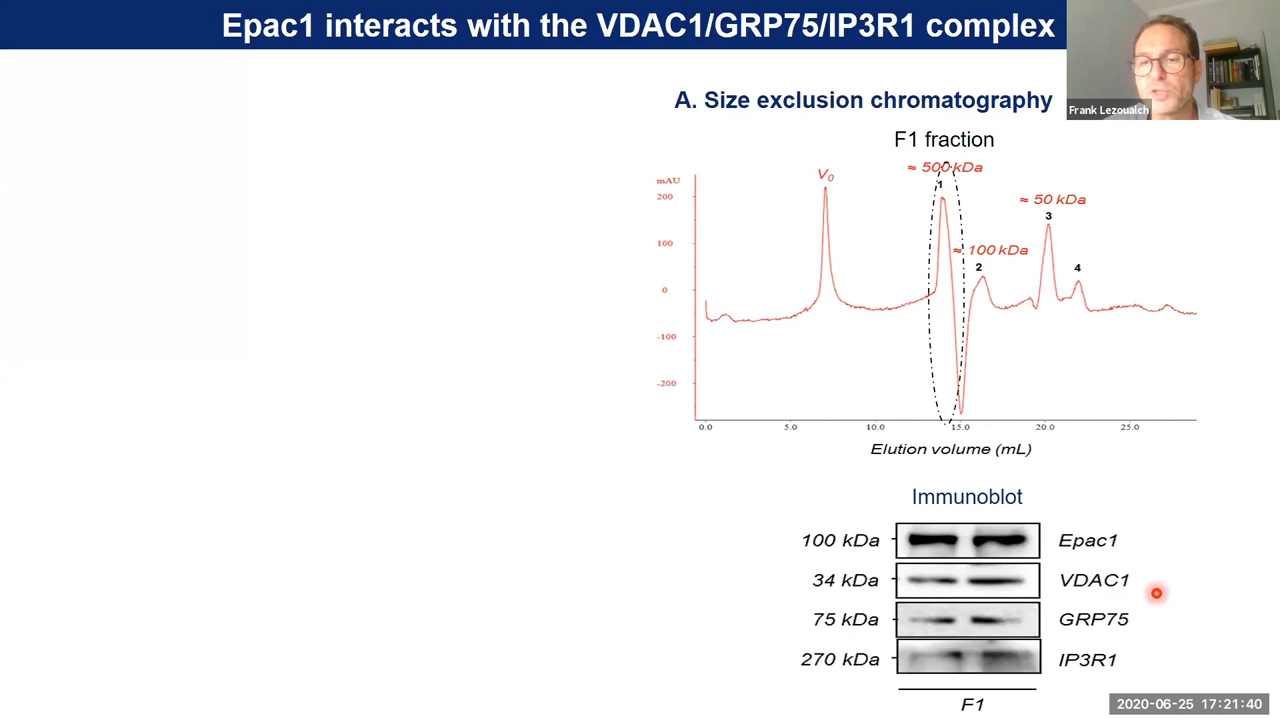 Epac1 interacts with the VDAC1/GRP75/IP3R1 complex
Frank Lezoualch
A. Size exclusion chromatography
F1 fraction
≈ 500 kDa
V0
1
mAU
200
≈ 50 kDa
3
100
≈ 100 kDa
2
4
0
-100
-200
0.0 5.0 10.0 15.0 20.0 25.0
Elution volume (mL)
Immunoblot
100 kDa Epac1
34 kDa VDAC1
75 kDa GRP75
270 kDa IP3R1
F1
2020-06-25 17:21:40